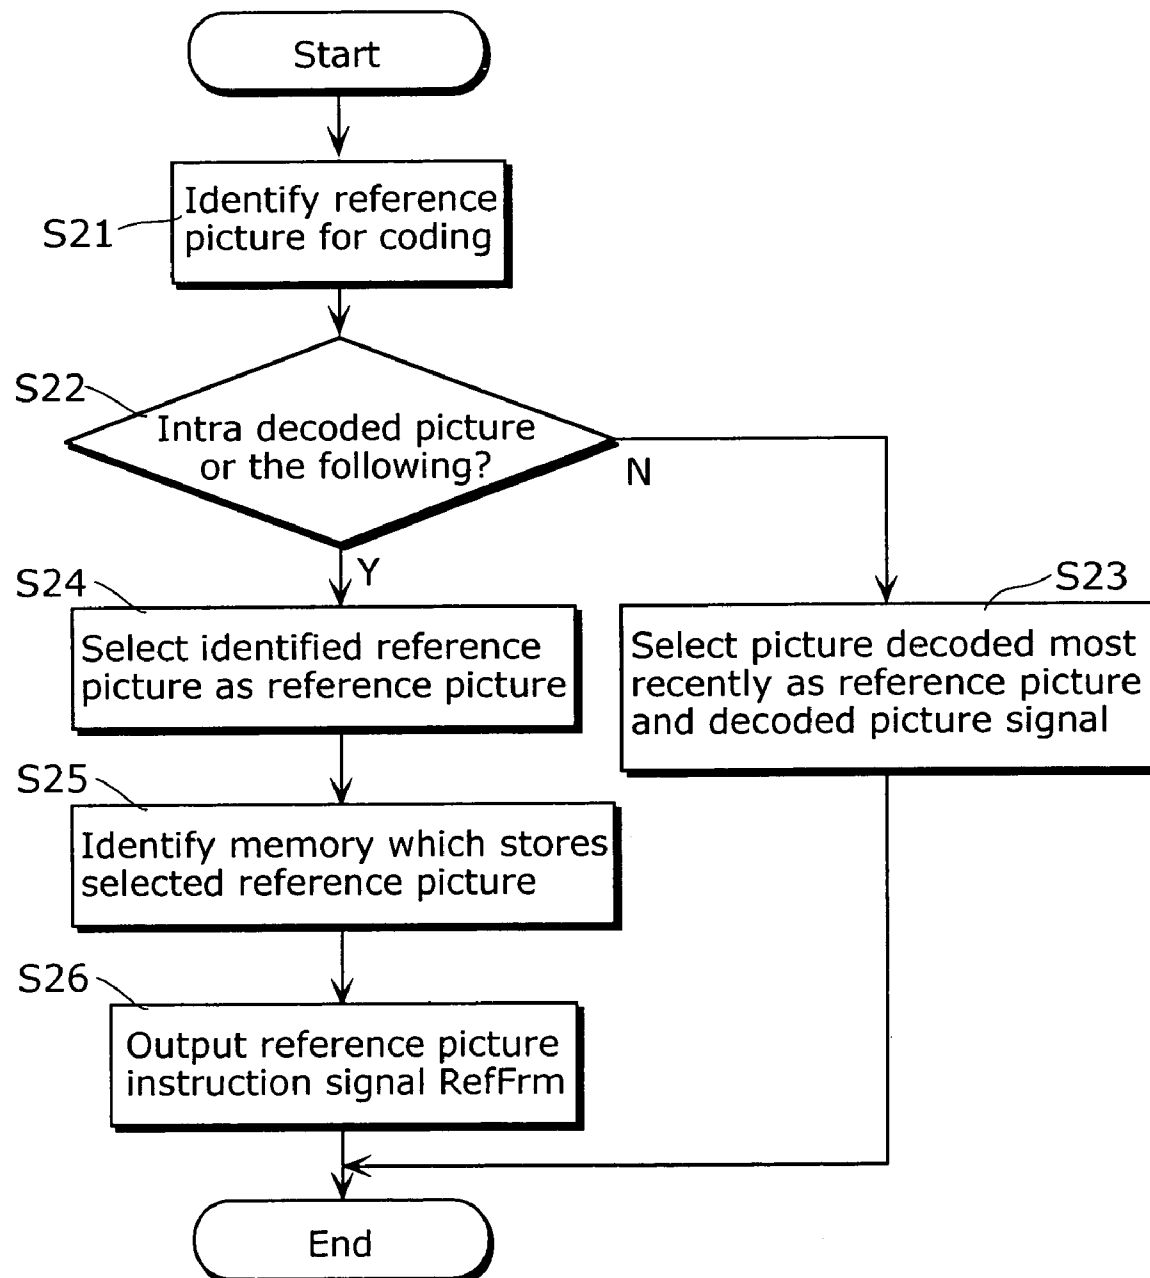 Start
S21
Identify reference
picture for coding
S22
Intra decoded picture
or the following?
N
Y
S24
Select identified reference
picture as reference picture
S23
Select picture decoded most
recently as reference picture
and decoded picture signal
S25
Identify memory which stores
selected reference picture
S26
Output reference picture
instruction signal RefFrm
End